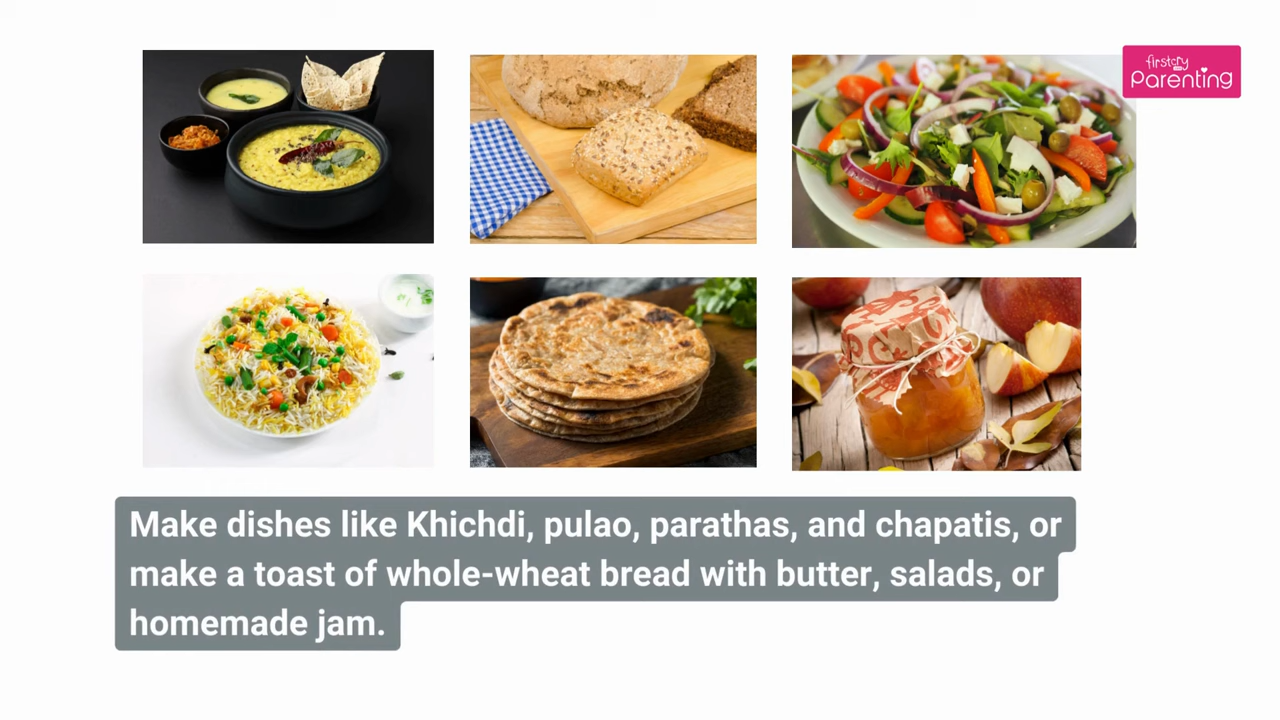 firstcry
Parenting
Make dishes like Khichdi, pulao, parathas, and chapatis, or
make a toast of whole-wheat bread with butter, salads, or
homemade jam.